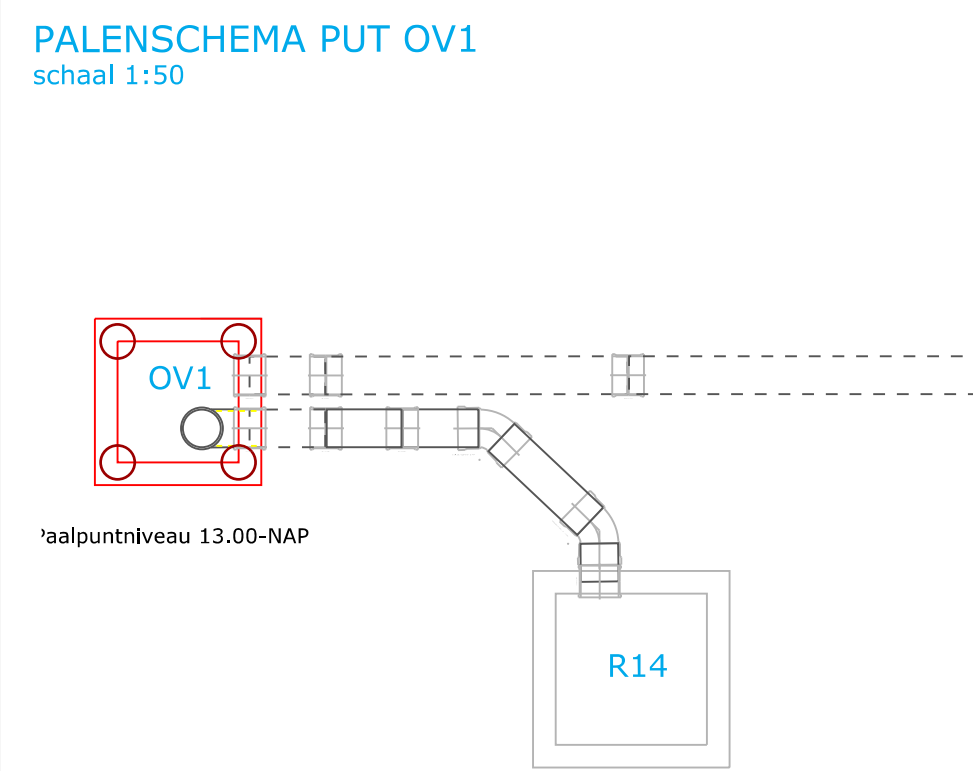 PALENSCHEMA PUT OV1
schaal 1:50
OV1
aalpuntniveau 13.00-NAP
R14